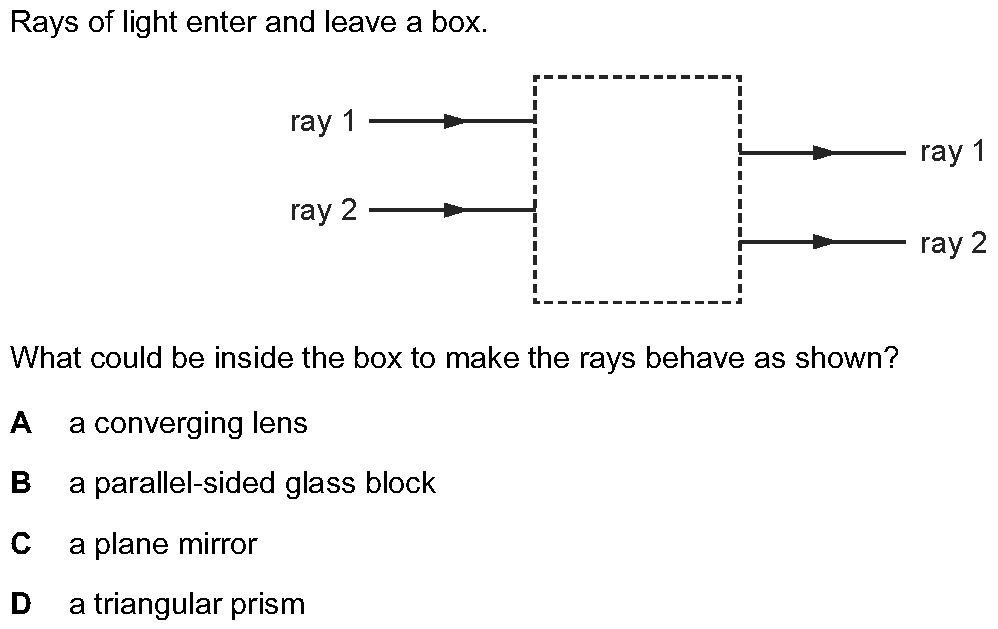 Rays of light enter and leave a box.
ray 1
ray 1
ray 2
ray 2
What could be inside the box to make the rays behave as shown?
A a converging lens
B a parallel-sided glass block
C a plane mirror
D a triangular prism